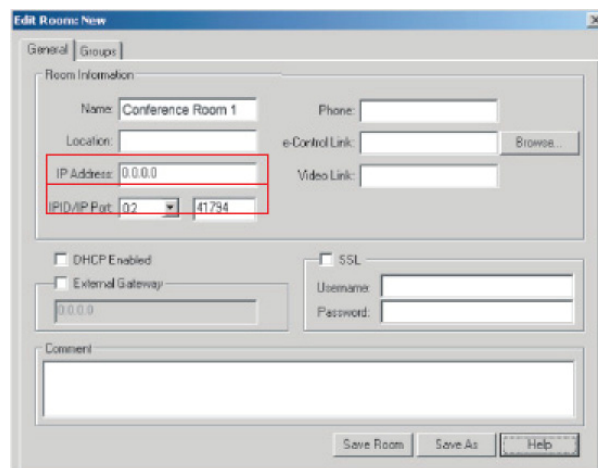 Edit Room: New
General Groups
Room Information
Name: Conference Room 1
Phone:
Location:
e-Control Link:
Browse...
IP Address: 0.0.0.0
Video Link:
IPID/IP Port: 02 41794
DHCP Enabled
SSL
External Gateway
Username:
0.0.0.0
Password:
Comment
Save Room Save As Help